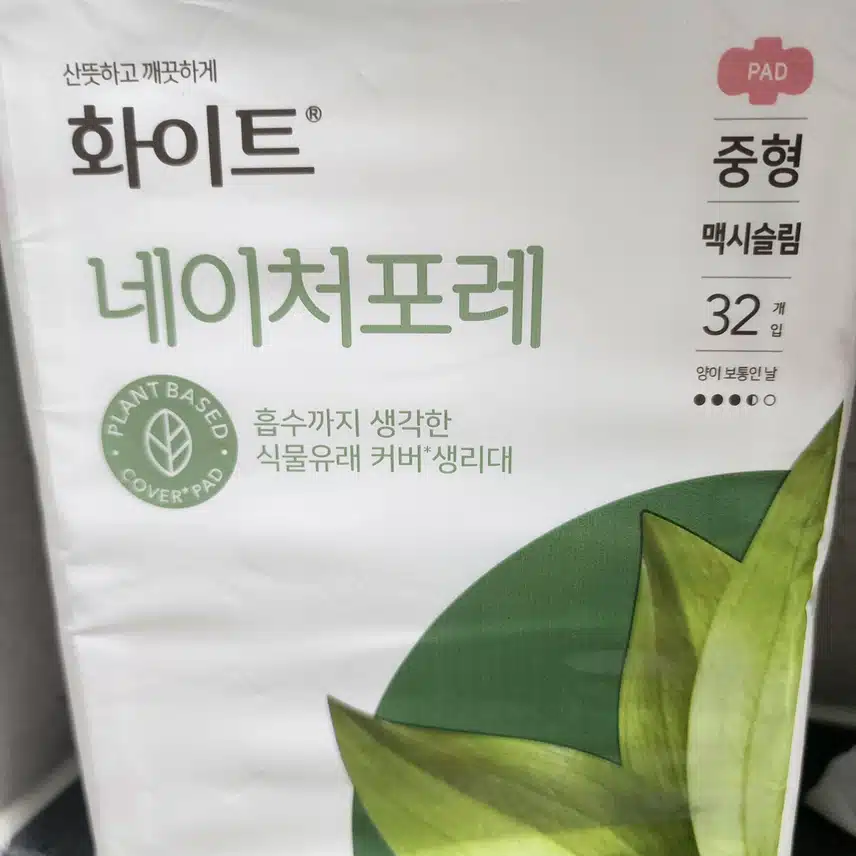 산뜻하고 깨끗하게
화이트®
네이처포레
PLANT BASED
COVER* PAD
흡수까지 생각한
식물유래 커버*생리대
PAD
중형
맥시슬림
32 개입
양이 보통인 날